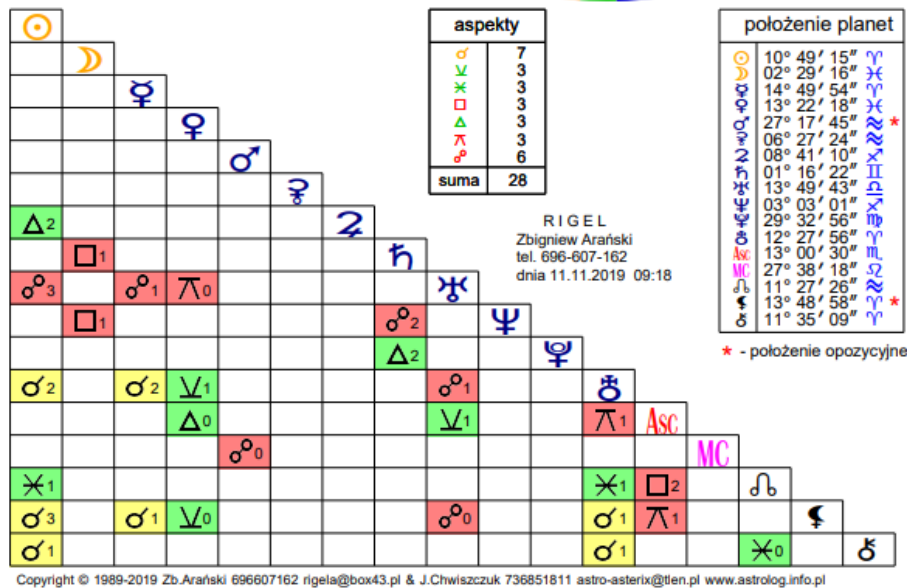 aspekty
☌ 7
⚺ 3
⚹ 3
□ 3
△ 3
⚻ 3
☍ 6
suma 28
położenie planet
☉ 10° 49′ 15″ ♈
☽ 02° 29′ 16″ ♓
☿ 14° 49′ 54″ ♈
♀ 13° 22′ 18″ ♓
♂ 27° 17′ 45″ ♒ *
⚳ 06° 27′ 24″ ♒
♃ 08° 41′ 10″ ♐
♄ 01° 16′ 22″ ♊
♅ 13° 49′ 43″ ♎
♆ 03° 03′ 01″ ♐
♇ 29° 32′ 56″ ♍
12° 27′ 56″ ♈
Asc 13° 00′ 30″ ♏
MC 27° 38′ 18″ ♌
☊ 11° 27′ 26″ ♒
⚸ 13° 48′ 58″ ♈ *
⚷ 11° 35′ 09″ ♈
* - położenie opozycyjne
RIGEL
Zbigniew Arański
tel. 696-607-162
dnia 11.11.2019 09:18
☉
☽
☿
♀
♂
△2 ♃
□1 ♄
☍3 ☍1 ⚻0 ♅
□1 ☍2 ♆
△2 ♇
☌2 ☌2 ⚺1 ☍1
△0 ⚺1 ⚻1 Asc
☍0 MC
⚹1 ⚹1 □2 ☊
☌3 ☌1 ⚺0 ☍0 ☌1 ⚻1 ⚸
☌1 ☌1 ⚹0 ⚷
Copyright © 1989-2019 Zb.Arański 696607162 rigela@box43.pl & J.Chwiszczuk 736851811 astro-asterix@tlen.pl www.astrolog.info.pl